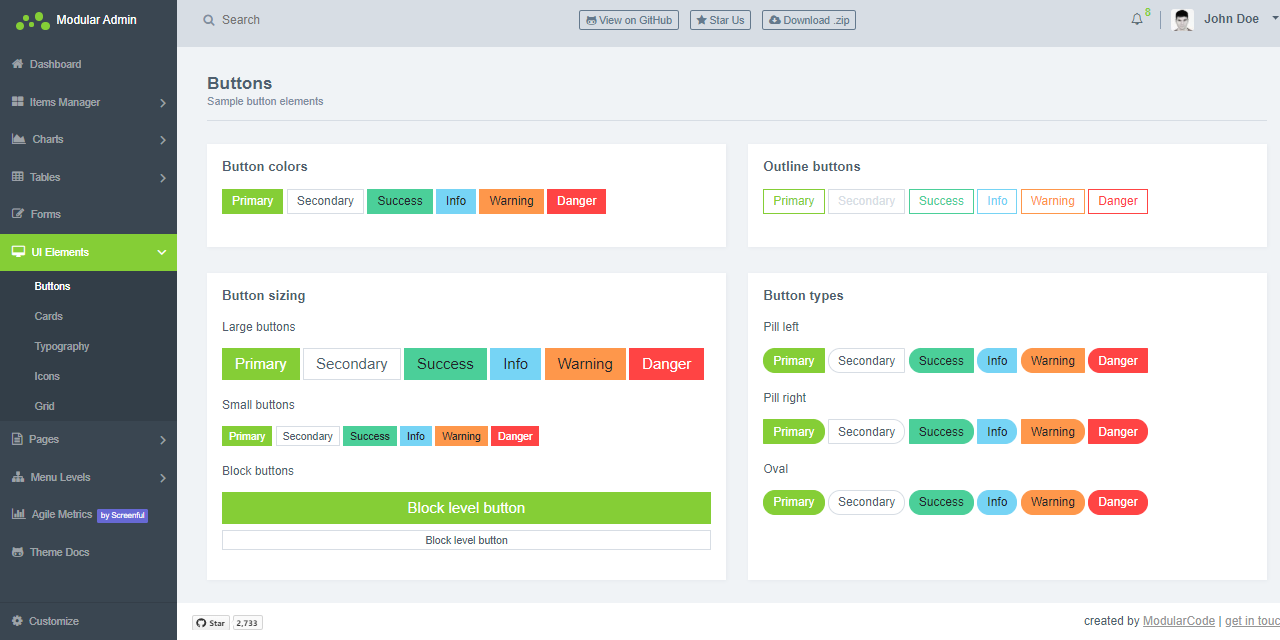 Modular Admin
Search
View on GitHub
Star Us
Download .zip
8
John Doe
Dashboard
Items Manager
Charts
Tables
Forms
UI Elements
Buttons
Cards
Typography
Icons
Grid
Pages
Menu Levels
Agile Metrics by Screenful
Theme Docs
Customize
Buttons
Sample button elements
Button colors
Primary Secondary Success Info Warning Danger
Outline buttons
Primary Secondary Success Info Warning Danger
Button sizing
Large buttons
Primary Secondary Success Info Warning Danger
Small buttons
Primary Secondary Success Info Warning Danger
Block buttons
Block level button
Block level button
Button types
Pill left
Primary Secondary Success Info Warning Danger
Pill right
Primary Secondary Success Info Warning Danger
Oval
Primary Secondary Success Info Warning Danger
Star 2,733
created by ModularCode | get in touc